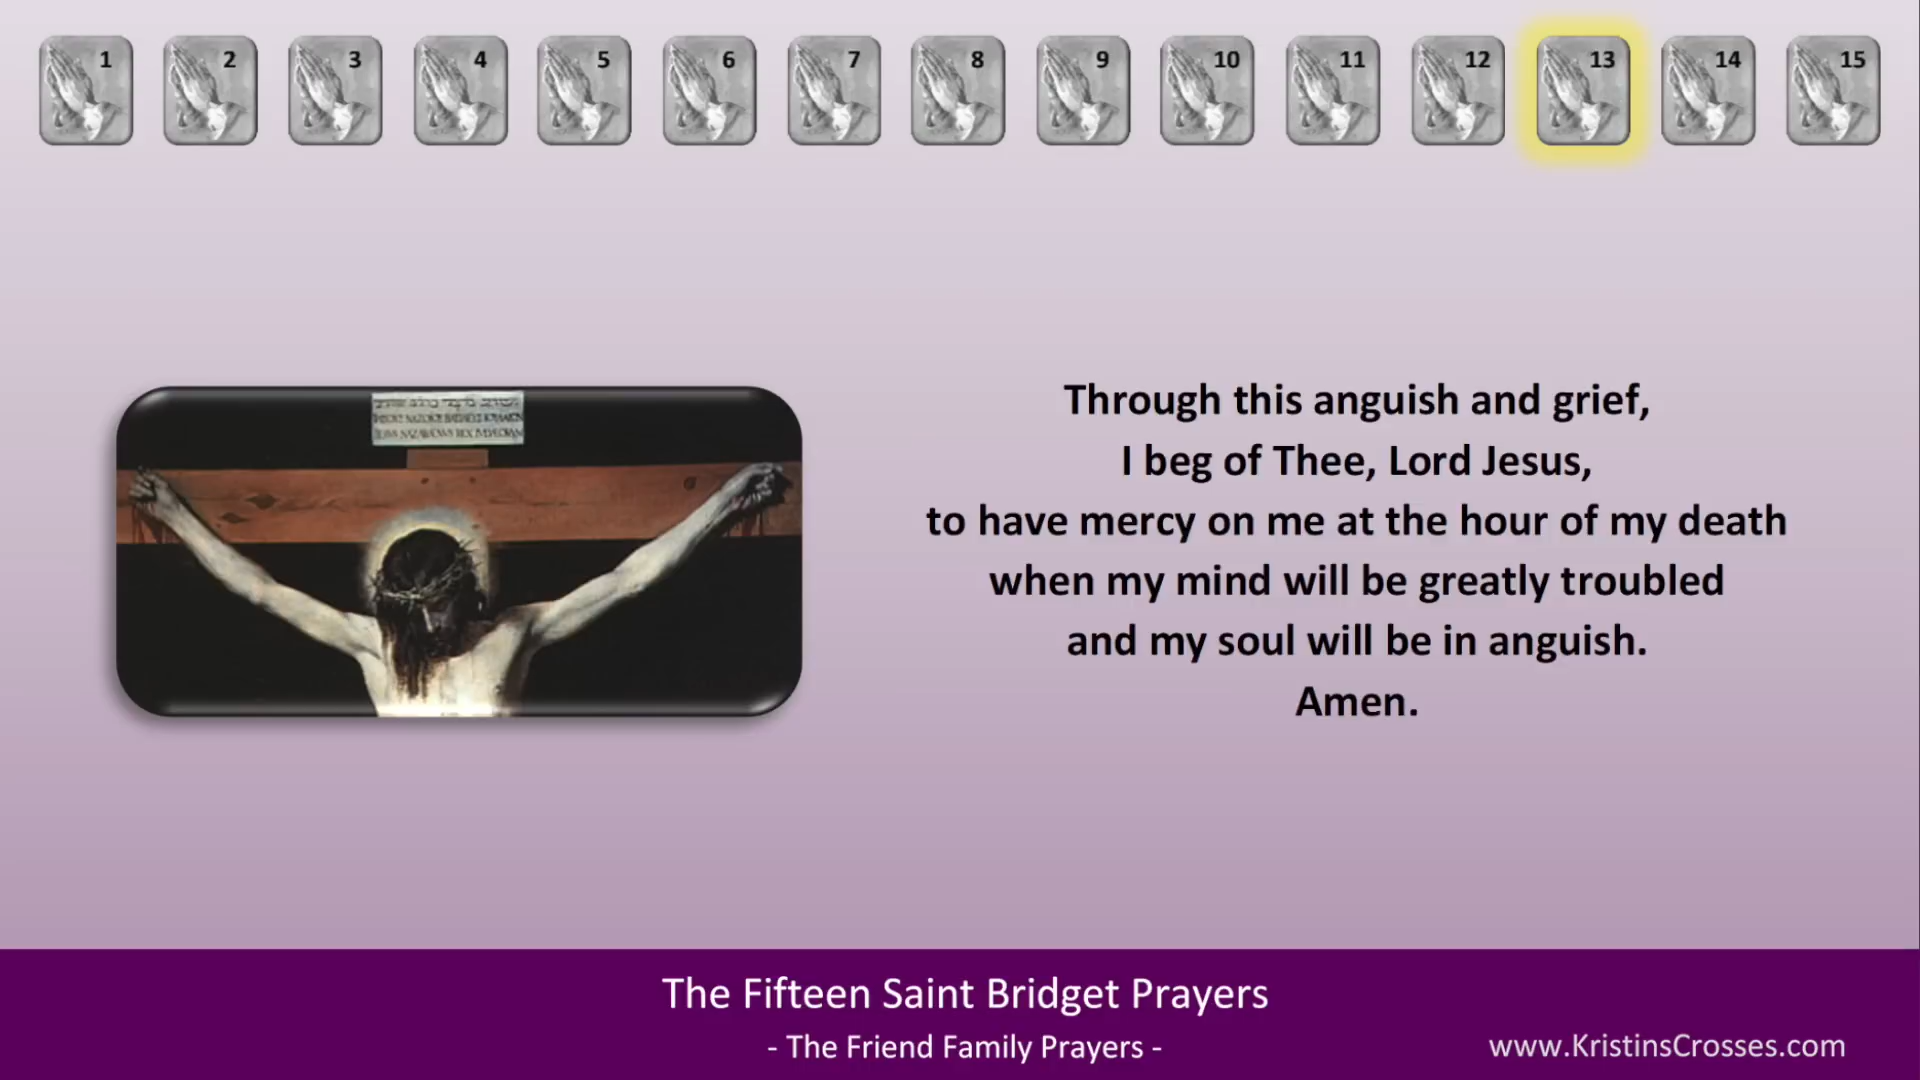 1 2 3 4 5 6 7 8 9 10 11 12 13 14 15
Through this anguish and grief,
I beg of Thee, Lord Jesus,
to have mercy on me at the hour of my death
when my mind will be greatly troubled
and my soul will be in anguish.
Amen.
The Fifteen Saint Bridget Prayers
- The Friend Family Prayers -
www.KristinsCrosses.com